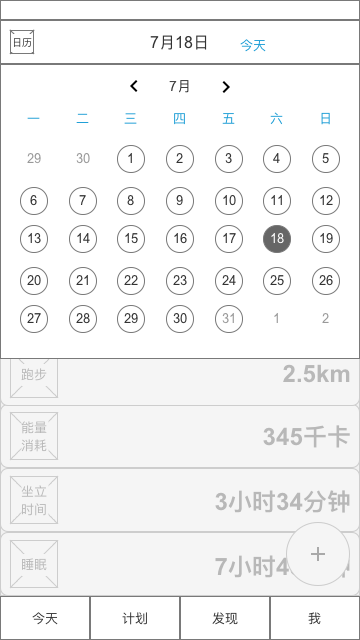 日历 7月18日 今天
7月
一 二 三 四 五 六 日
29 30 1 2 3 4 5
6 7 8 9 10 11 12
13 14 15 16 17 18 19
20 21 22 23 24 25 26
27 28 29 30 31 1 2
跑步 2.5km
能量
消耗 345千卡
坐立
时间 3小时34分钟
睡眠 7小时4
今天 计划 发现 我